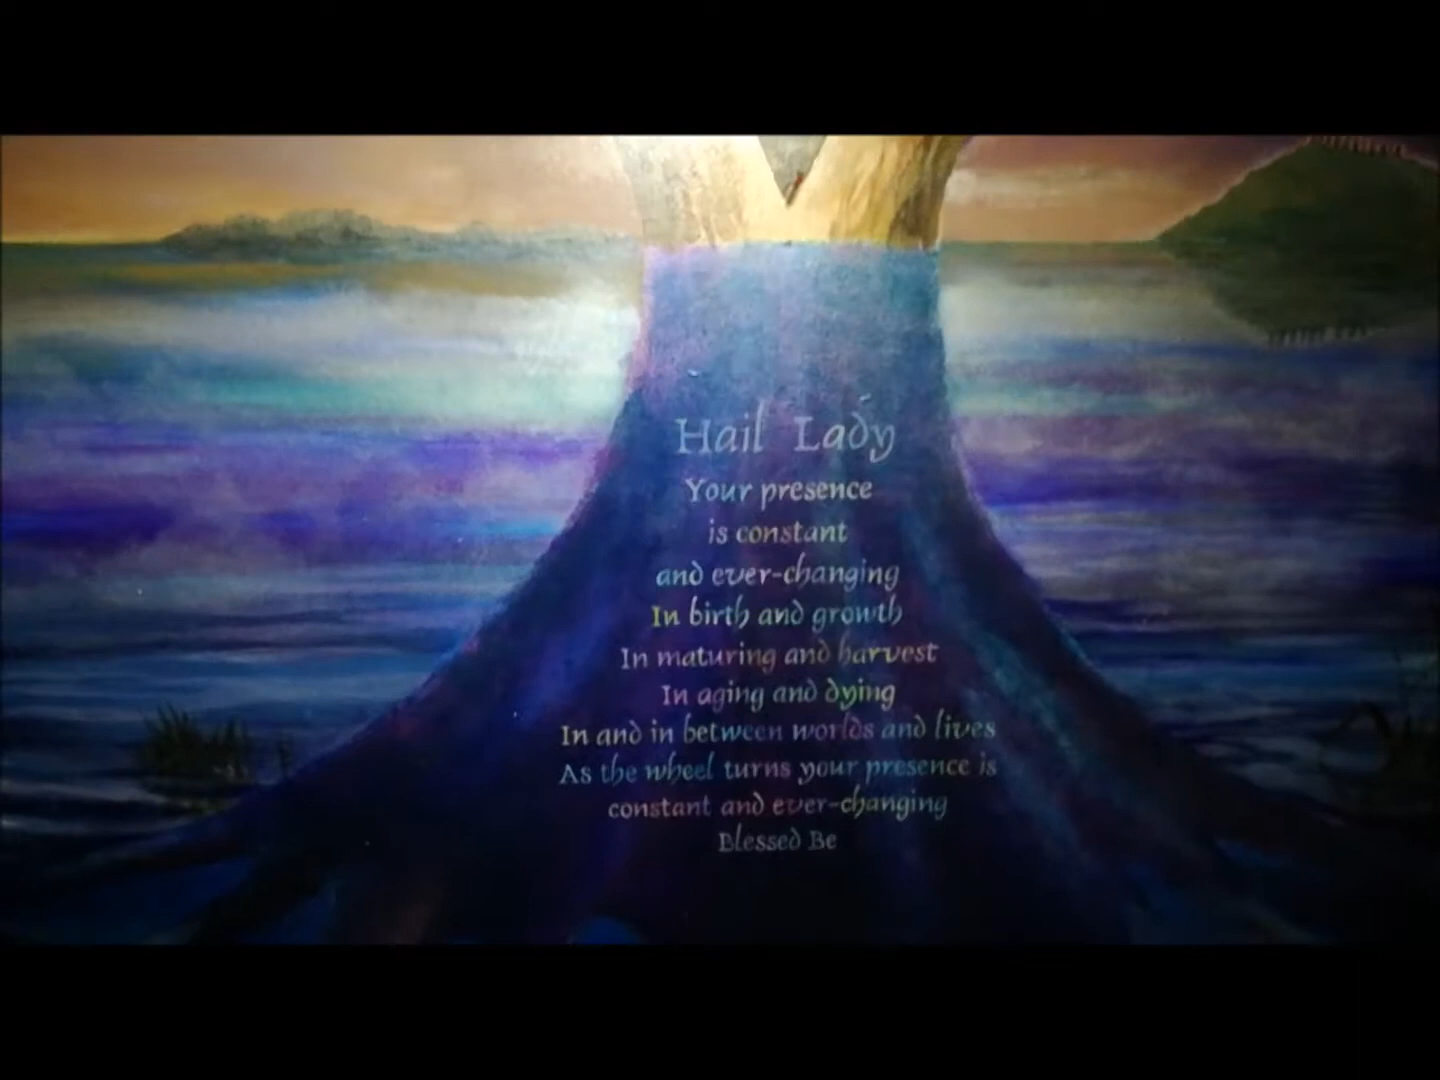 Hail Lady
Your presence
is constant
and ever-changing
In birth and growth
In maturing and harvest
In aging and dying
In and in between worlds and lives
As the wheel turns your presence is
constant and ever-changing
Blessed Be